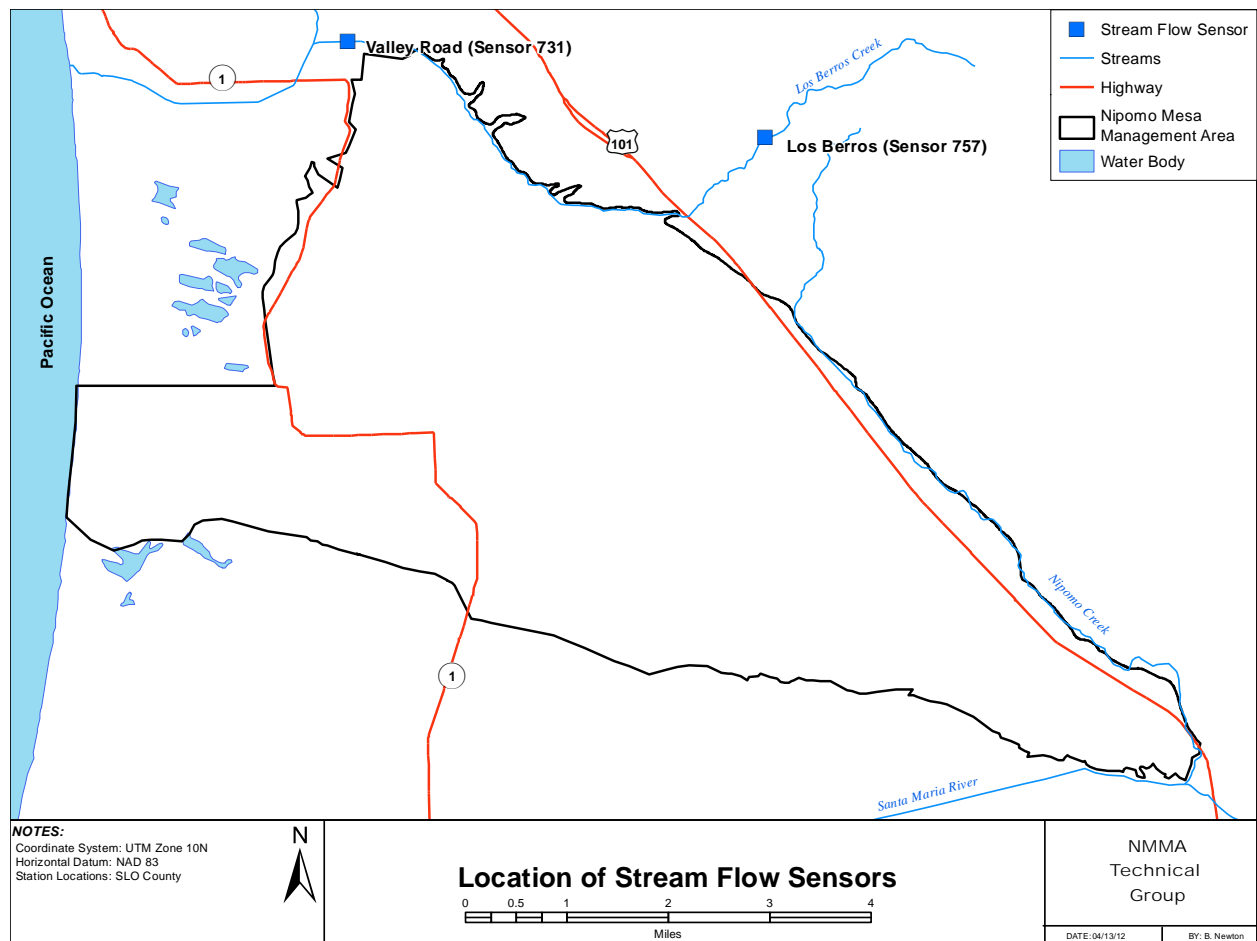 Valley Road (Sensor 731)
1
101
Los Berros Creek
Los Berros (Sensor 757)
Pacific Ocean
Nipomo Creek
1
Santa Maria River
Stream Flow Sensor
Streams
Highway
Nipomo Mesa
Management Area
Water Body
NOTES:
Coordinate System: UTM Zone 10N
Horizontal Datum: NAD 83
Station Locations: SLO County
N
Location of Stream Flow Sensors
0 0.5 1 2 3 4
Miles
NMMA
Technical
Group
DATE:04/13/12
BY: B. Newton